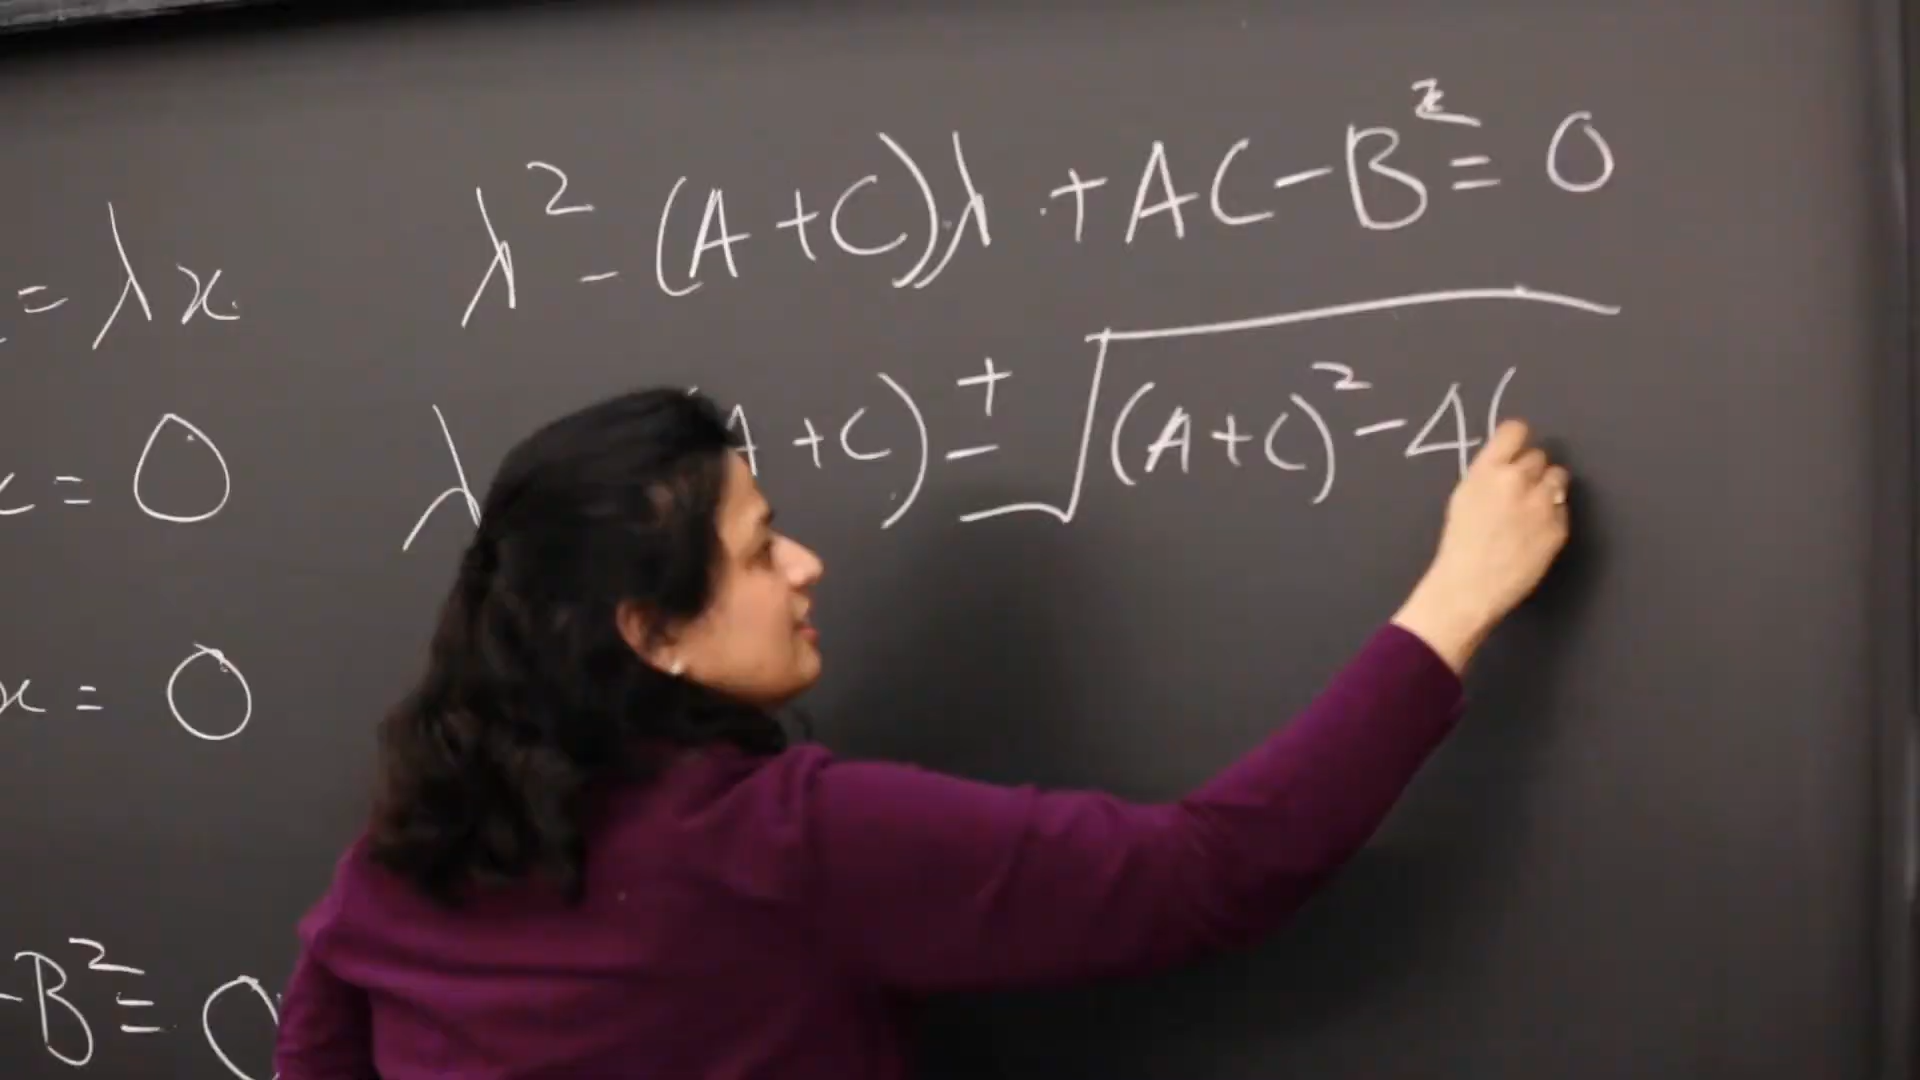 = λx
λ² - (A+C)λ + AC - B² = 0
x = 0
λ A + C) ± √(A+C)² - 4(
x = 0
- B² = 0